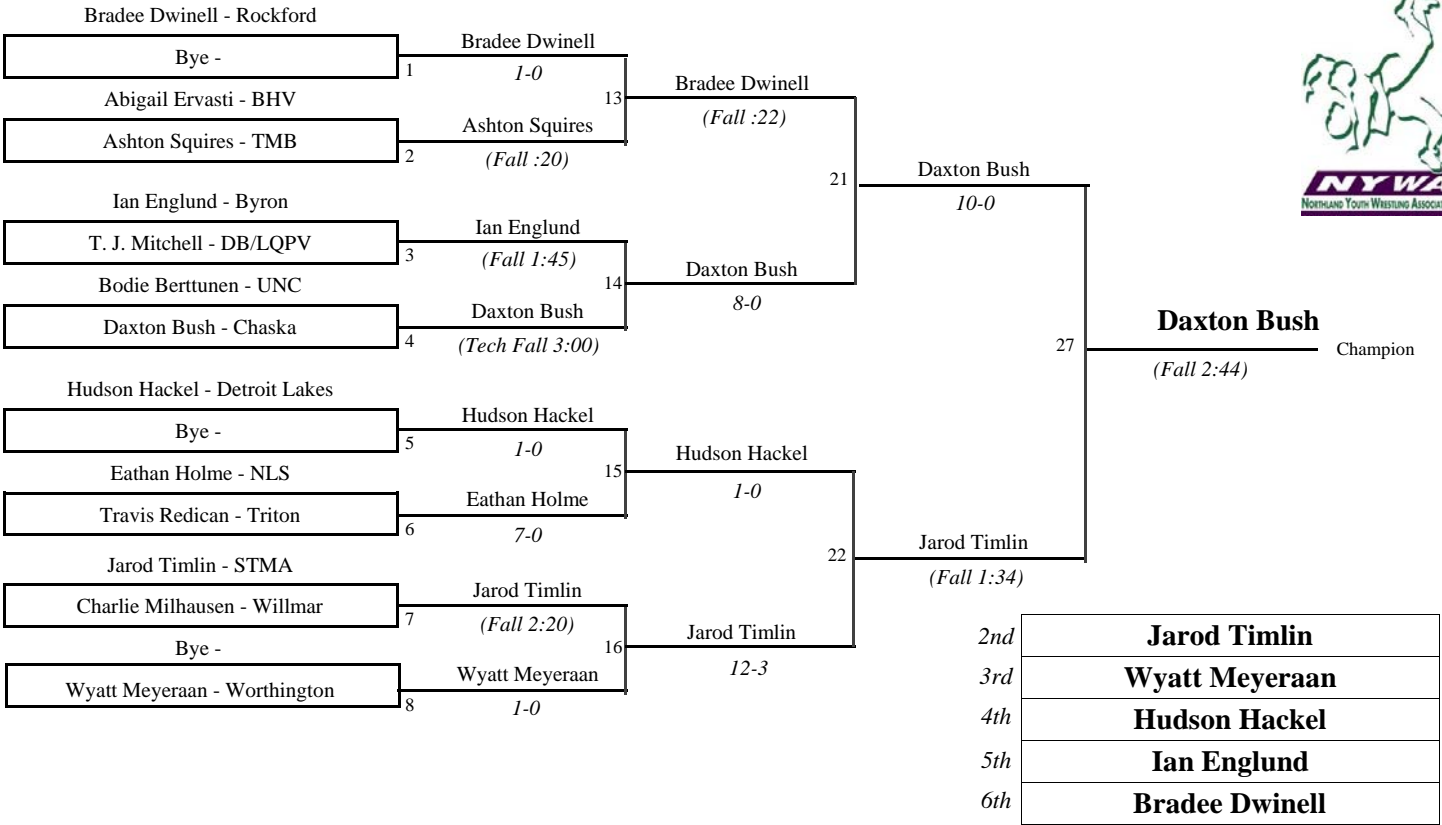 Bradee Dwinell - Rockford
Bye -
1
Abigail Ervasti - BHV
Ashton Squires - TMB
2
Ian Englund - Byron
T. J. Mitchell - DB/LQPV
3
Bodie Berttunen - UNC
Daxton Bush - Chaska
4
Hudson Hackel - Detroit Lakes
Bye -
5
Eathan Holme - NLS
Travis Redican - Triton
6
Jarod Timlin - STMA
Charlie Milhausen - Willmar
7
Bye -
Wyatt Meyeraan - Worthington
8
Bradee Dwinell
1-0
13
Ashton Squires
(Fall :20)
Ian Englund
(Fall 1:45)
14
Daxton Bush
(Tech Fall 3:00)
Hudson Hackel
1-0
15
Eathan Holme
7-0
Jarod Timlin
(Fall 2:20)
16
Wyatt Meyeraan
1-0
Bradee Dwinell
(Fall :22)
21
Daxton Bush
8-0
Hudson Hackel
1-0
22
Jarod Timlin
12-3
Daxton Bush
10-0
27
Jarod Timlin
(Fall 1:34)
NYWA
NORTHLAND YOUTH WRESTLING
Daxton Bush
Champion
(Fall 2:44)
2nd Jarod Timlin
3rd Wyatt Meyeraan
4th Hudson Hackel
5th Ian Englund
6th Bradee Dwinell